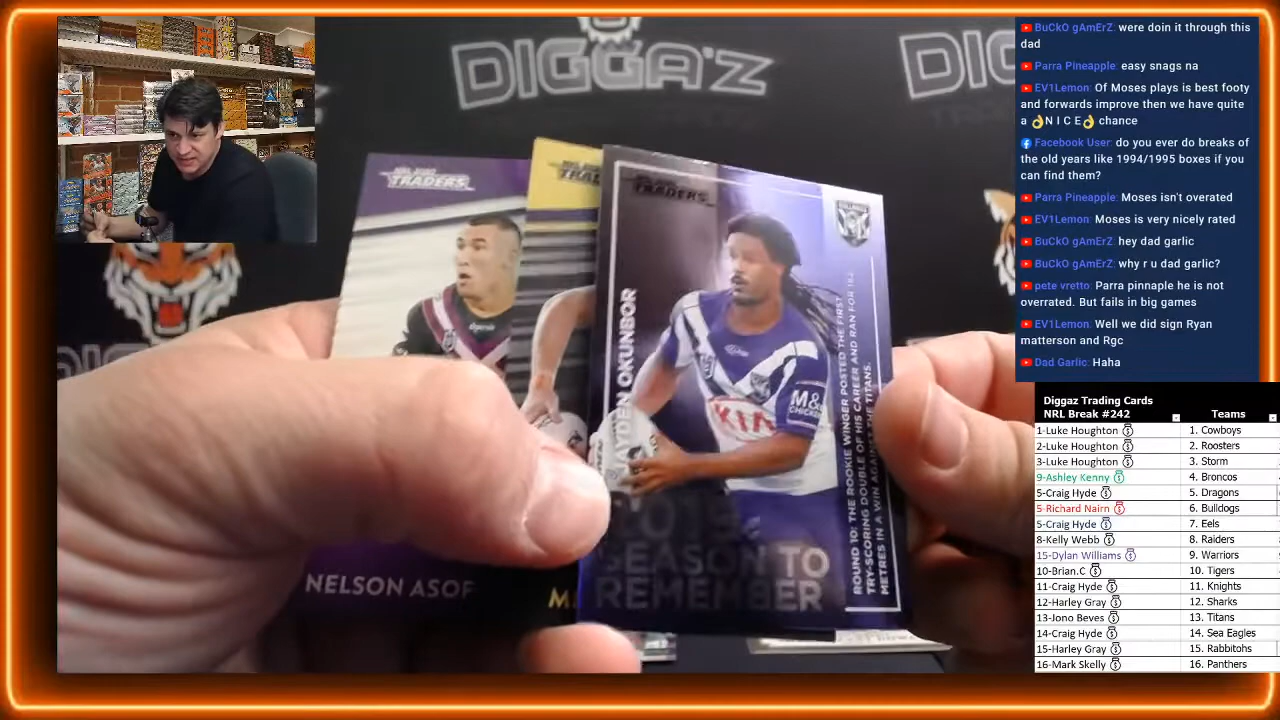 DIGGA'Z
DIG
TRADERS
TRADERS
NELSON ASOF
M
JAYDEN OKUNBOR
BULLDOGS
KIA
M&
CHICKEN
SEASON TO
REMEMBER
ROUND 10: THE ROOKIE WINGER POSTED THE FIRST
TRY-SCORING DOUBLE OF HIS CAREER AND RAN FOR 182
METRES IN A WIN AGAINST THE TITANS.
DIGG
BuCkO gAmErZ: were doin it through this
dad
Parra Pineapple: easy snags na
EV1Lemon: Of Moses plays is best footy
and forwards improve then we have quite
a 👌N I C E👌 chance
Facebook User: do you ever do breaks of
the old years like 1994/1995 boxes if you
can find them?
Parra Pineapple: Moses isn't overated
EV1Lemon: Moses is very nicely rated
BuCkO gAmErZ: hey dad garlic
BuCkO gAmErZ: why r u dad garlic?
pete vretto: Parra pinnaple he is not
overrated. But fails in big games
EV1Lemon: Well we did sign Ryan
matterson and Rgc
Dad Garlic: Haha
Diggaz Trading Cards
NRL Break #242 Teams
1-Luke Houghton 1. Cowboys
2-Luke Houghton 2. Roosters
3-Luke Houghton 3. Storm
9-Ashley Kenny 4. Broncos
5-Craig Hyde 5. Dragons
5-Richard Nairn 6. Bulldogs
5-Craig Hyde 7. Eels
8-Kelly Webb 8. Raiders
15-Dylan Williams 9. Warriors
10-Brian.C 10. Tigers
11-Craig Hyde 11. Knights
12-Harley Gray 12. Sharks
13-Jono Beves 13. Titans
14-Craig Hyde 14. Sea Eagles
15-Harley Gray 15. Rabbitohs
16-Mark Skelly 16. Panthers